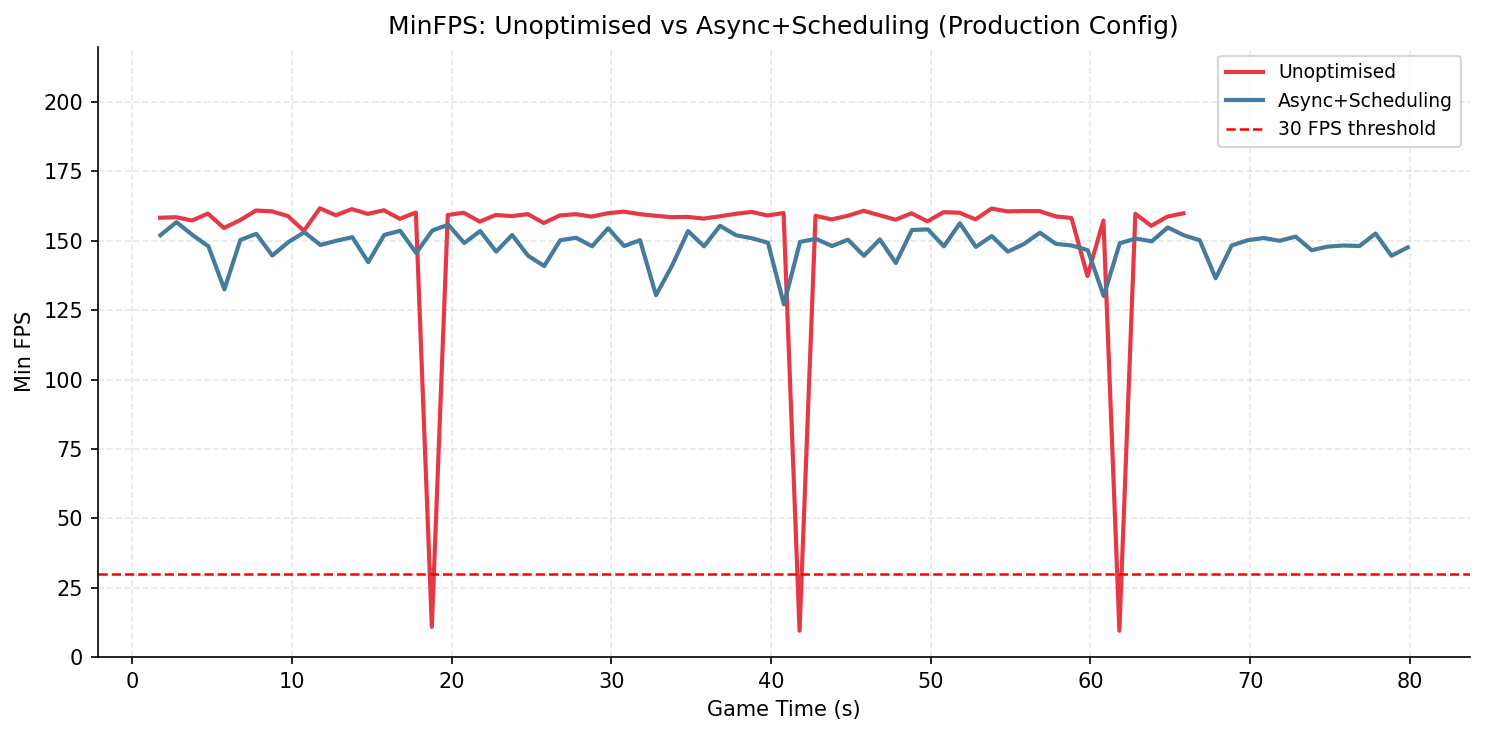 MinFPS: Unoptimised vs Async+Scheduling (Production Config)
Unoptimised
Async+Scheduling
30 FPS threshold
Min FPS
200
175
150
125
100
75
50
25
0
0 10 20 30 40 50 60 70 80
Game Time (s)